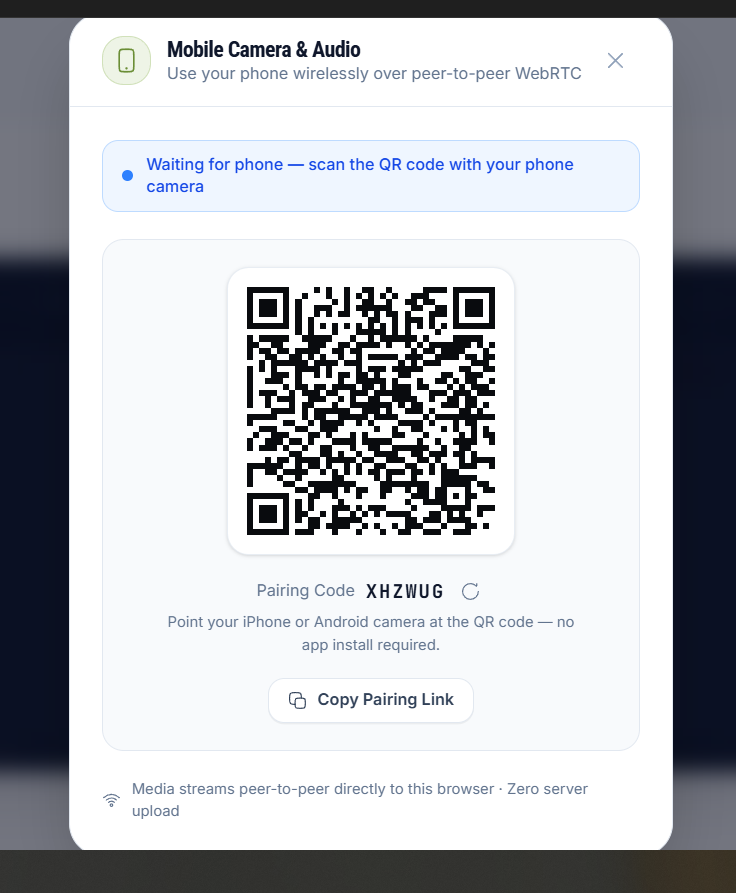 Mobile Camera & Audio
Use your phone wirelessly over peer-to-peer WebRTC
Waiting for phone — scan the QR code with your phone
camera
Pairing Code XHZWUG
Point your iPhone or Android camera at the QR code — no
app install required.
Copy Pairing Link
Media streams peer-to-peer directly to this browser · Zero server
upload